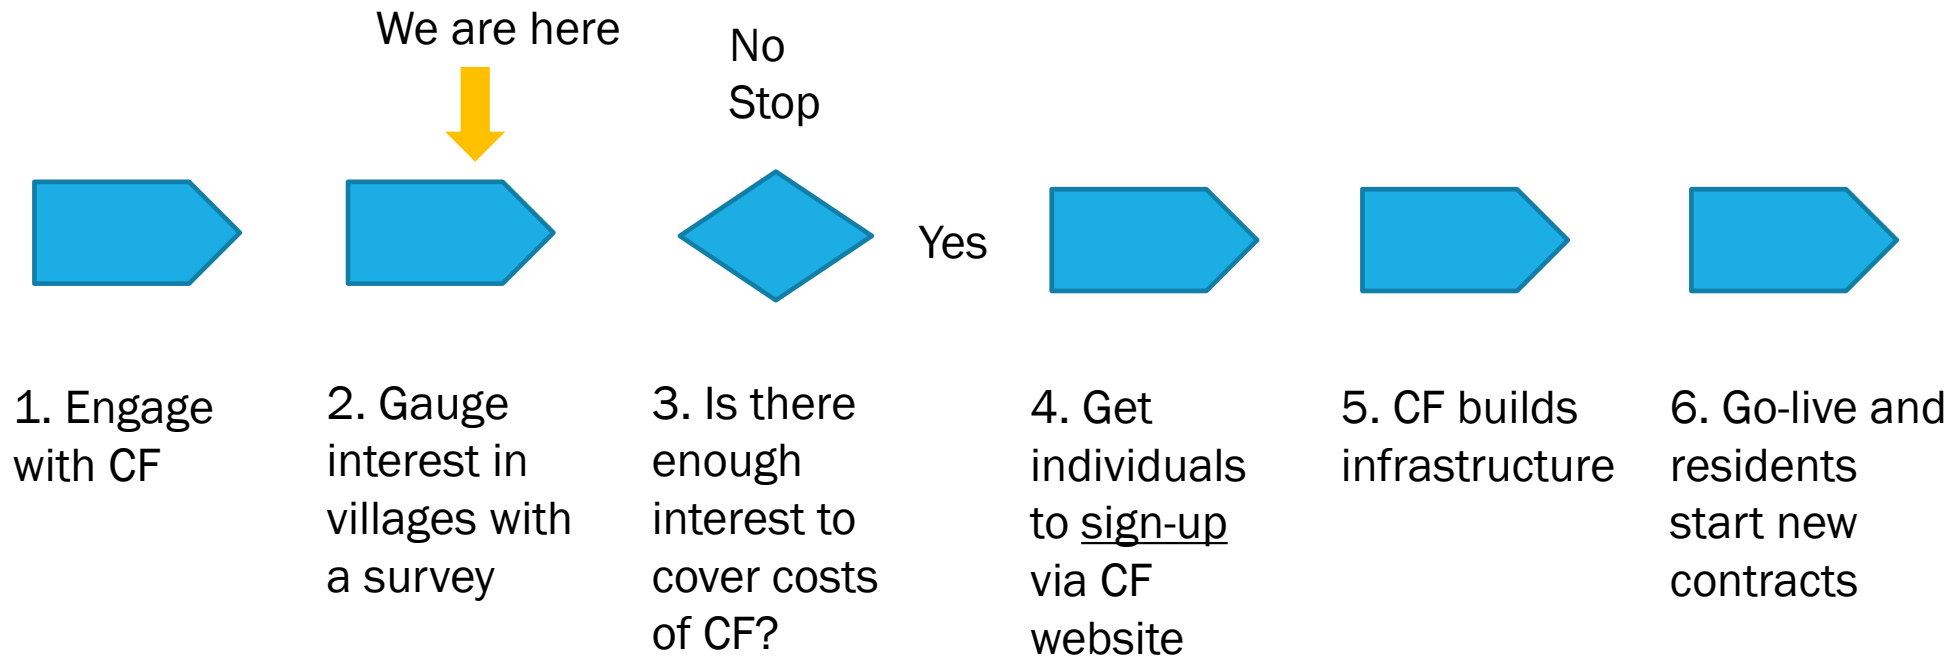 We are here
No
Stop
Yes
1. Engage
with CF
2. Gauge
interest in
villages with
a survey
3. Is there
enough
interest to
cover costs
of CF?
4. Get
individuals
to sign-up
via CF
website
5. CF builds
infrastructure
6. Go-live and
residents
start new
contracts